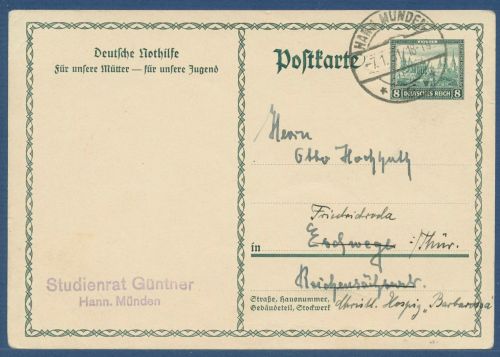 Deutsche Nothilfe
Für unsere Mütter — für unsere Jugend
Postkarte
HANN. MÜNDEN
8 DEUTSCHES REICH 8
Herrn
Otto Hochhuth
Friedrichroda
in Eschwege /Thür.
Straße, Hausnummer,
Gebäudeteil, Stockwerk
Christl. Hospiz „Barbarossa"
Studienrat Güntner
Hann. Münden